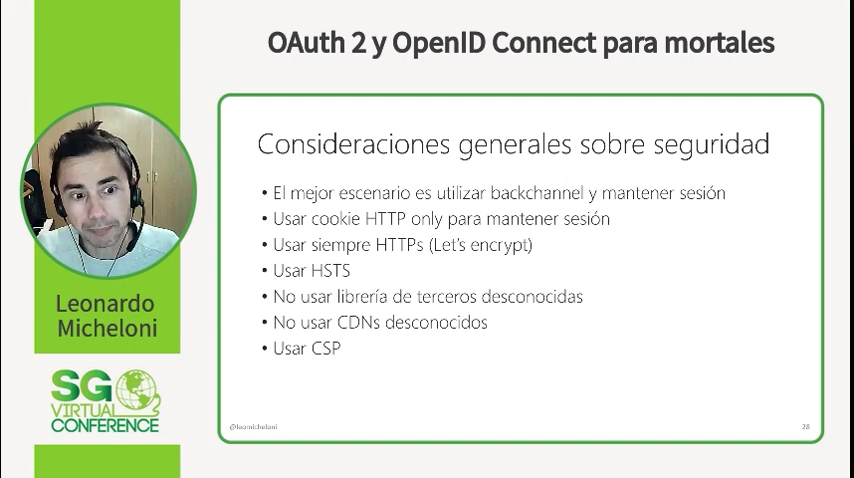 OAuth 2 y OpenID Connect para mortales
Consideraciones generales sobre seguridad
• El mejor escenario es utilizar backchannel y mantener sesión
• Usar cookie HTTP only para mantener sesión
• Usar siempre HTTPs (Let's encrypt)
• Usar HSTS
• No usar librería de terceros desconocidas
• No usar CDNs desconocidos
• Usar CSP
Leonardo
Micheloni
SG
VIRTUAL
CONFERENCE
@leomicheloni
28